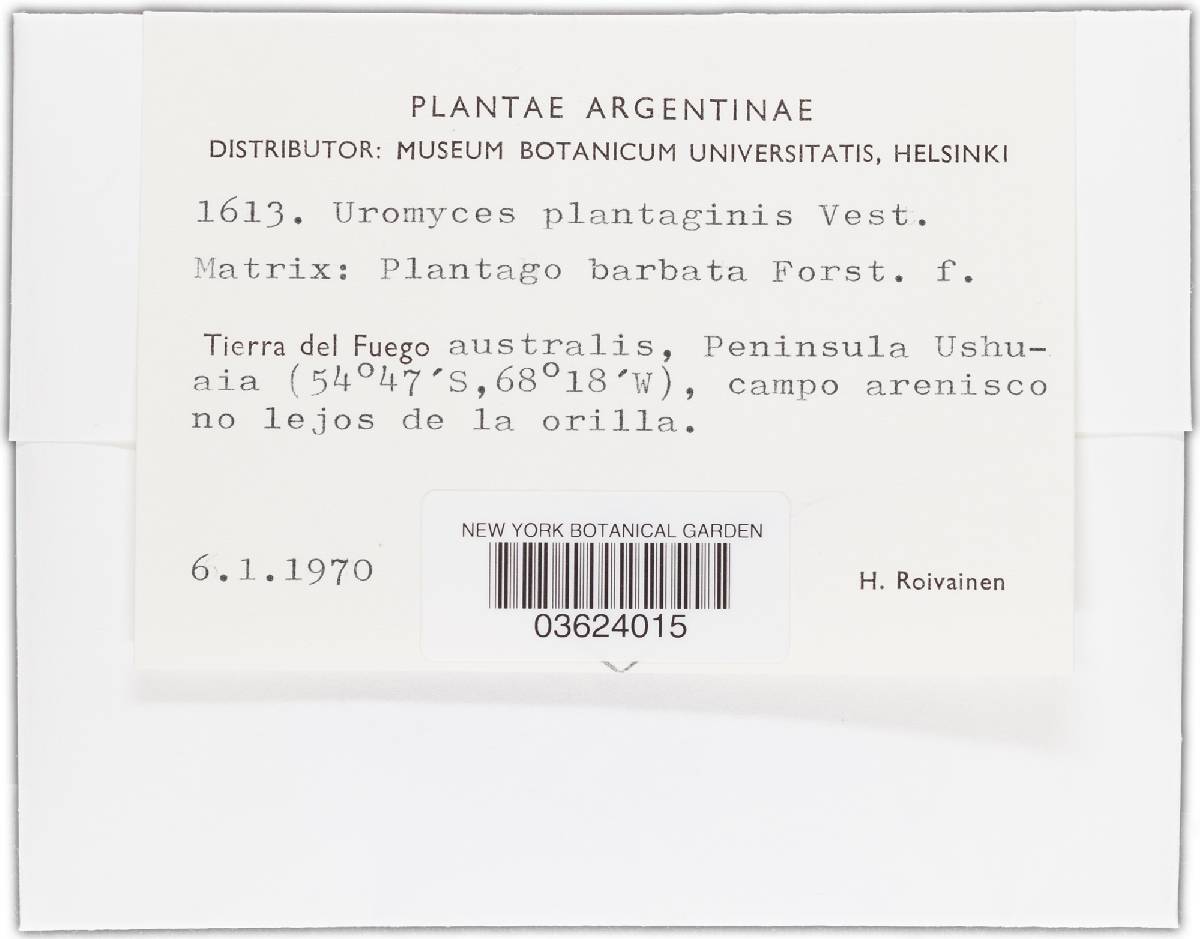 PLANTAE ARGENTINAE
DISTRIBUTOR: MUSEUM BOTANICUM UNIVERSITATIS, HELSINKI
1613. Uromyces plantaginis Vest.
Matrix: Plantago barbata Forst. f.
Tierra del Fuego australis, Peninsula Ushu-
aia (54°47′S,68°18′W), campo arenisco
no lejos de la orilla.
6.1.1970
H. Roivainen
NEW YORK BOTANICAL GARDEN
03624015